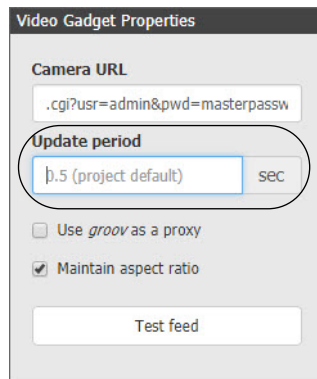 Video Gadget Properties
Camera URL
.cgi?usr=admin&pwd=masterpassw
Update period
0.5 (project default) sec
Use groov as a proxy
Maintain aspect ratio
Test feed